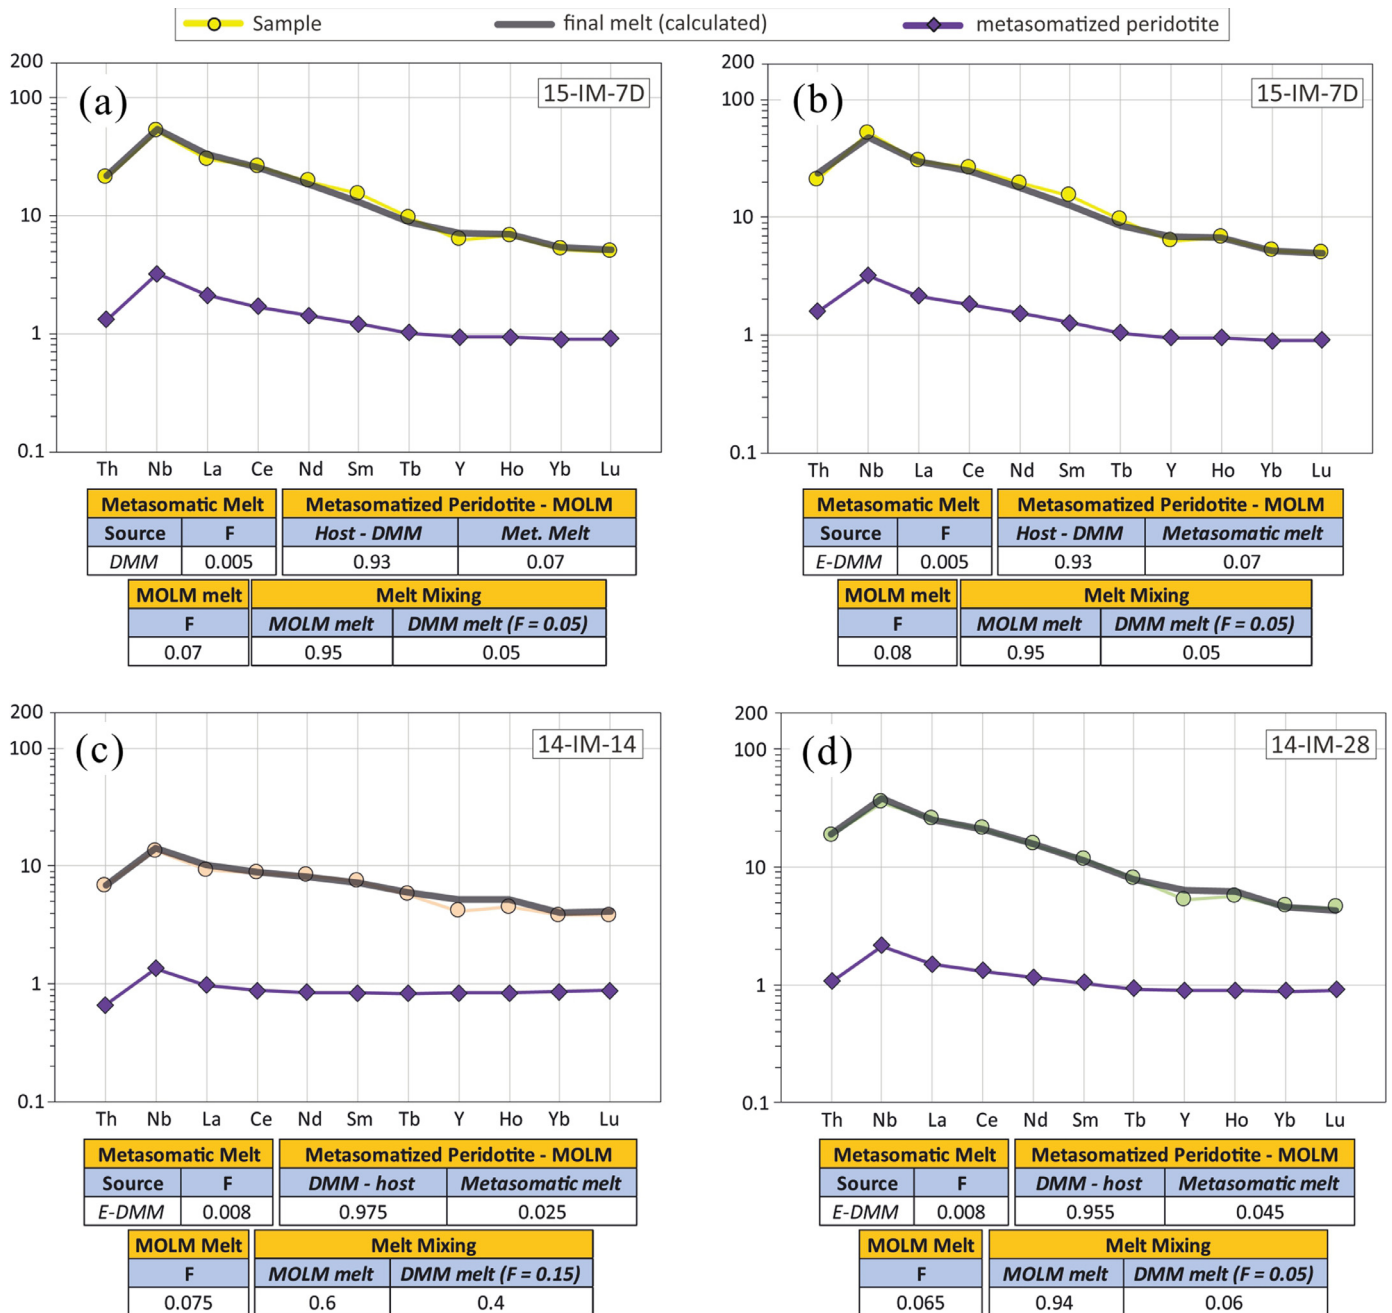 Sample final melt (calculated) metasomatized peridotite
(a) 15-IM-7D
200
100
10
1
0.1
Th Nb La Ce Nd Sm Tb Y Ho Yb Lu
Metasomatic Melt Metasomatized Peridotite - MOLM
Source F Host - DMM Met. Melt
DMM 0.005 0.93 0.07
MOLM melt Melt Mixing
F MOLM melt DMM melt (F = 0.05)
0.07 0.95 0.05
(b) 15-IM-7D
200
100
10
1
0.1
Th Nb La Ce Nd Sm Tb Y Ho Yb Lu
Metasomatic Melt Metasomatized Peridotite - MOLM
Source F Host - DMM Metasomatic melt
E-DMM 0.005 0.93 0.07
MOLM melt Melt Mixing
F MOLM melt DMM melt (F = 0.05)
0.08 0.95 0.05
(c) 14-IM-14
200
100
10
1
0.1
Th Nb La Ce Nd Sm Tb Y Ho Yb Lu
Metasomatic Melt Metasomatized Peridotite - MOLM
Source F DMM - host Metasomatic melt
E-DMM 0.008 0.975 0.025
MOLM Melt Melt Mixing
F MOLM melt DMM melt (F = 0.15)
0.075 0.6 0.4
(d) 14-IM-28
200
100
10
1
0.1
Th Nb La Ce Nd Sm Tb Y Ho Yb Lu
Metasomatic Melt Metasomatized Peridotite - MOLM
Source F DMM - host Metasomatic melt
E-DMM 0.008 0.955 0.045
MOLM Melt Melt Mixing
F MOLM melt DMM melt (F = 0.05)
0.065 0.94 0.06